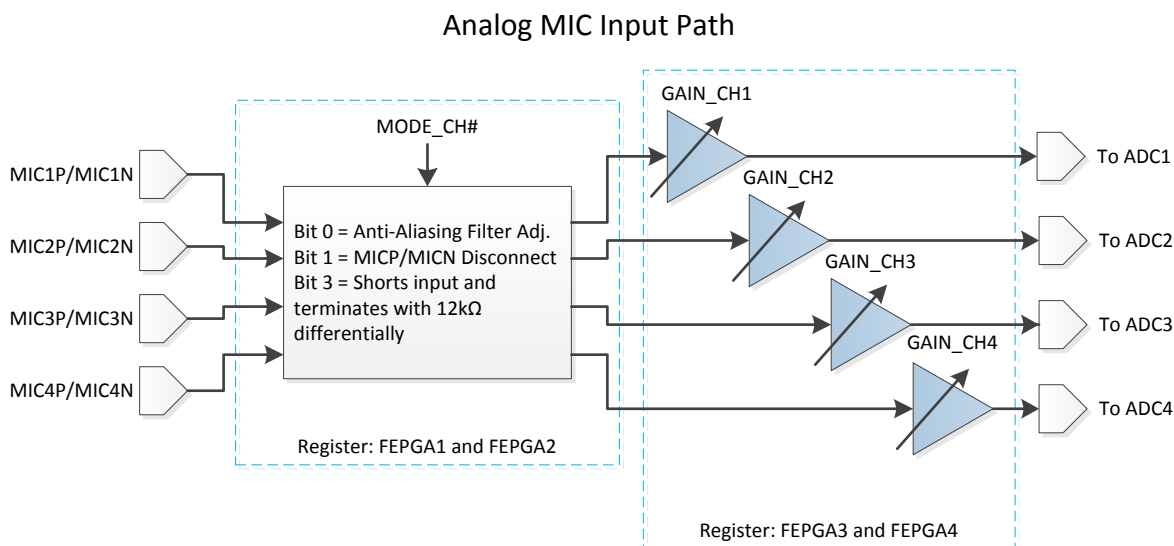 Analog MIC Input Path
MODE_CH#
MIC1P/MIC1N
MIC2P/MIC2N
MIC3P/MIC3N
MIC4P/MIC4N
Bit 0 = Anti-Aliasing Filter Adj.
Bit 1 = MICP/MICN Disconnect
Bit 3 = Shorts input and
terminates with 12kΩ
differentially
Register: FEPGA1 and FEPGA2
GAIN_CH1
GAIN_CH2
GAIN_CH3
GAIN_CH4
Register: FEPGA3 and FEPGA4
To ADC1
To ADC2
To ADC3
To ADC4